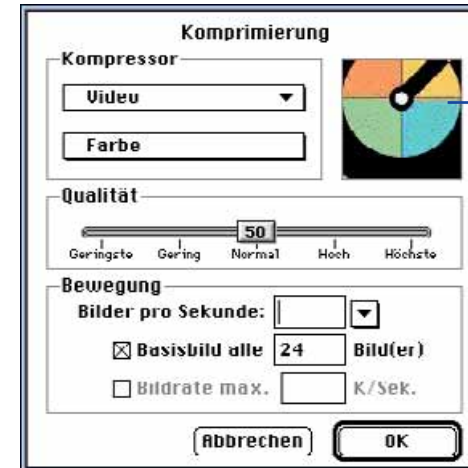 Komprimierung
Kompressor
Video
Farbe
Qualität
50
Geringste Gering Normal Hoch Höchste
Bewegung
Bilder pro Sekunde:
Basisbild alle 24 Bild(er)
Bildrate max. K/Sek.
Abbrechen OK